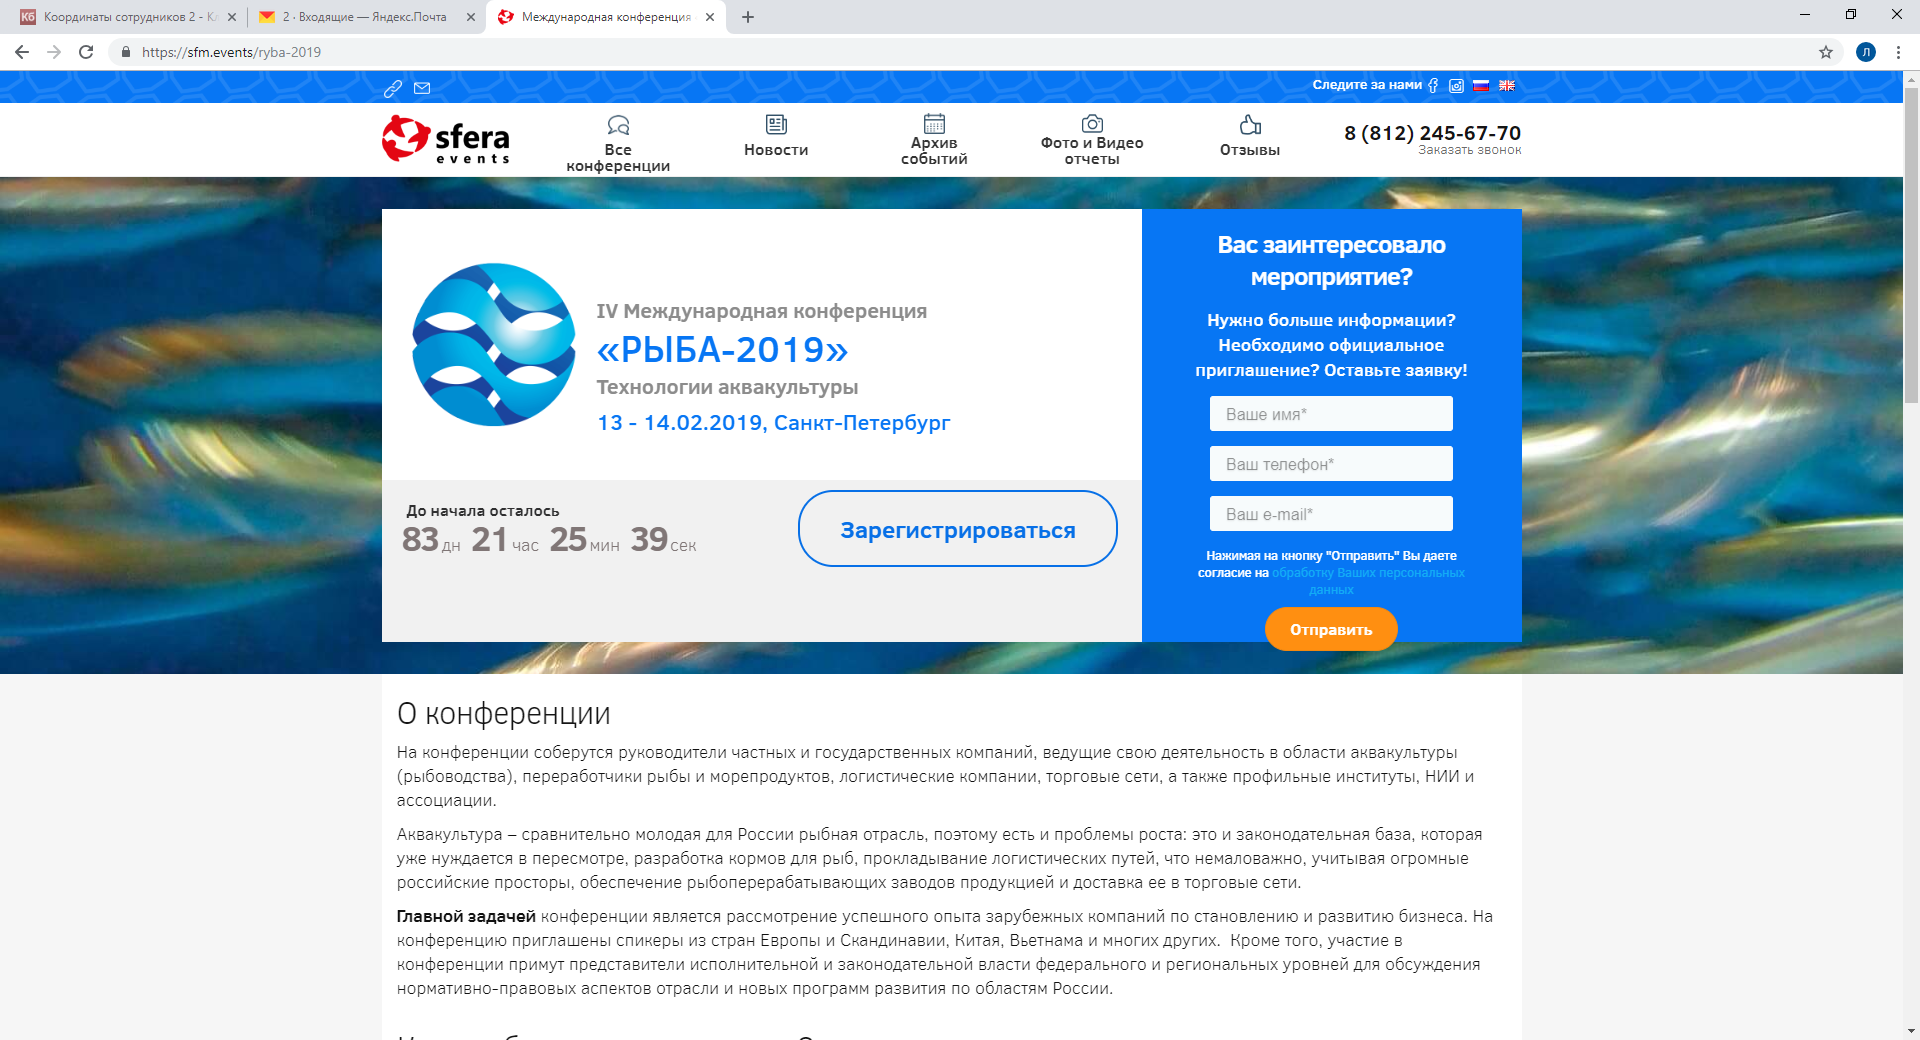 Координаты сотрудников 2 - Кл
2 · Входящие — Яндекс.Почта
Международная конференция
https://sfm.events/ryba-2019
Л
Следите за нами
sfera
events
Все
конференции
Новости
Архив
событий
Фото и Видео
отчеты
Отзывы
8 (812) 245-67-70
Заказать звонок
IV Международная конференция
«РЫБА-2019»
Технологии аквакультуры
13 - 14.02.2019, Санкт-Петербург
До начала осталось
83 дн 21 час 25 мин 39 сек
Зарегистрироваться
Вас заинтересовало
мероприятие?
Нужно больше информации?
Необходимо официальное
приглашение? Оставьте заявку!
Ваше имя*
Ваш телефон*
Ваш e-mail*
Нажимая на кнопку "Отправить" Вы даете
согласие на обработку Ваших персональных
данных
Отправить
О конференции
На конференции соберутся руководители частных и государственных компаний, ведущие свою деятельность в области аквакультуры
(рыбоводства), переработчики рыбы и морепродуктов, логистические компании, торговые сети, а также профильные институты, НИИ и
ассоциации.
Аквакультура – сравнительно молодая для России рыбная отрасль, поэтому есть и проблемы роста: это и законодательная база, которая
уже нуждается в пересмотре, разработка кормов для рыб, прокладывание логистических путей, что немаловажно, учитывая огромные
российские просторы, обеспечение рыбоперерабатывающих заводов продукцией и доставка ее в торговые сети.
Главной задачей конференции является рассмотрение успешного опыта зарубежных компаний по становлению и развитию бизнеса. На
конференцию приглашены спикеры из стран Европы и Скандинавии, Китая, Вьетнама и многих других. Кроме того, участие в
конференции примут представители исполнительной и законодательной власти федерального и региональных уровней для обсуждения
нормативно-правовых аспектов отрасли и новых программ развития по областям России.